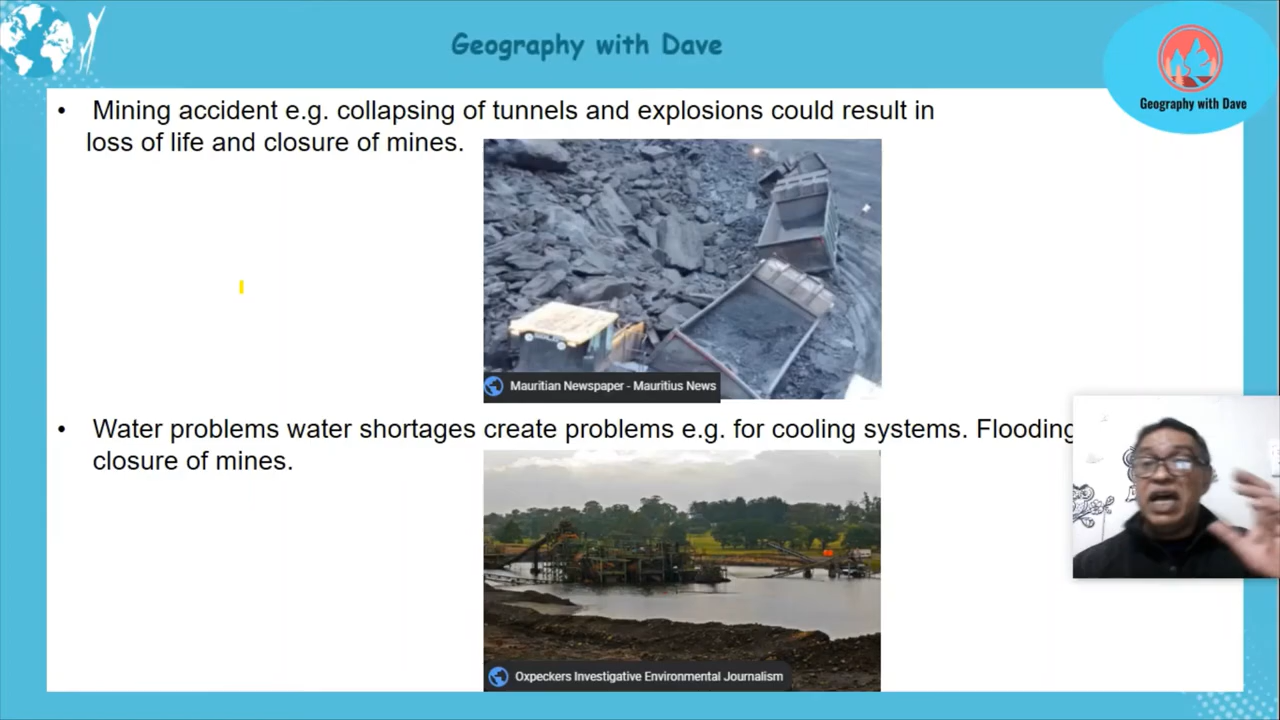 Geography with Dave
Geography with Dave
• Mining accident e.g. collapsing of tunnels and explosions could result in
loss of life and closure of mines.
Mauritian Newspaper - Mauritius News
• Water problems water shortages create problems e.g. for cooling systems. Flooding
closure of mines.
Oxpeckers Investigative Environmental Journalism